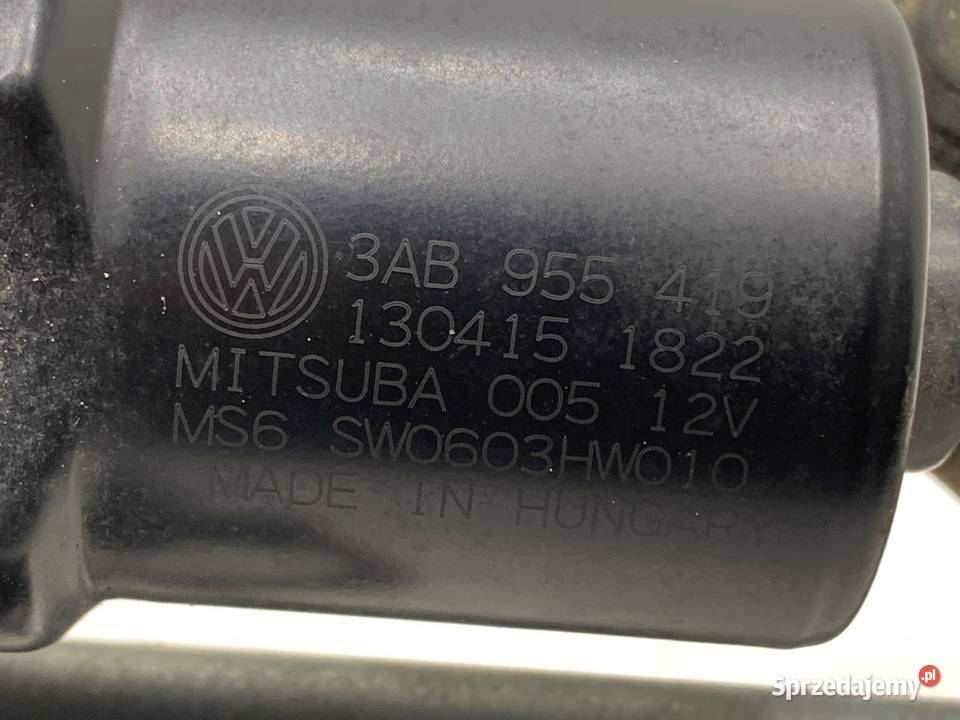 3AB 955 419
130415 1822
MITSUBA 005 12V
MS6 SW0603HW010
MADE IN HUNGARY
Sprzedajemy.pl